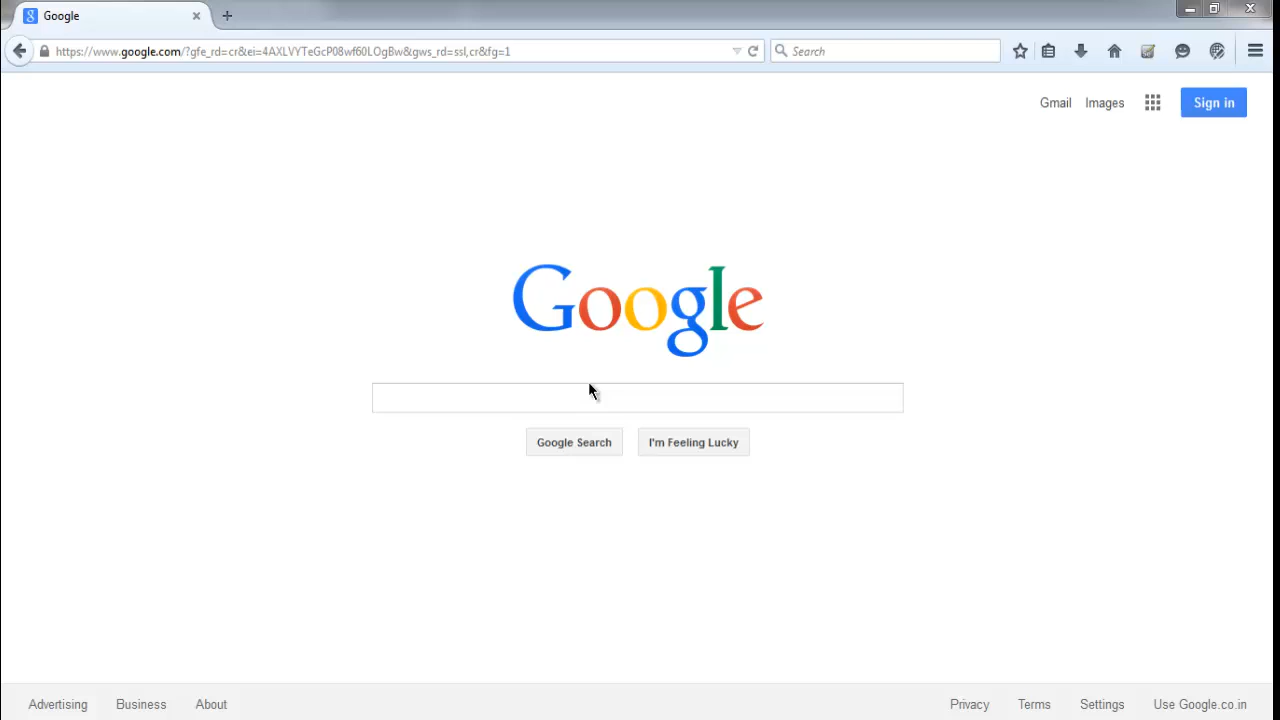 Google
https://www.google.com/?gfe_rd=cr&ei=4AXLVYTeGcP08wf60LOgBw&gws_rd=ssl,cr&fg=1
Search
Gmail Images Sign in
Google
Google Search I'm Feeling Lucky
Advertising Business About Privacy Terms Settings Use Google.co.in